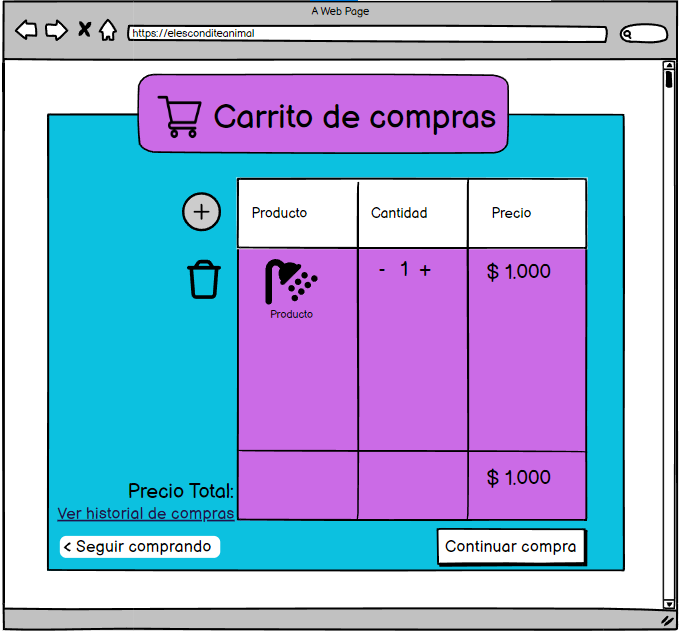 A Web Page
https://elesconditeanimal
Carrito de compras
Producto
Cantidad
Precio
- 1 +
$ 1.000
Producto
$ 1.000
Precio Total:
Ver historial de compras
< Seguir comprando
Continuar compra